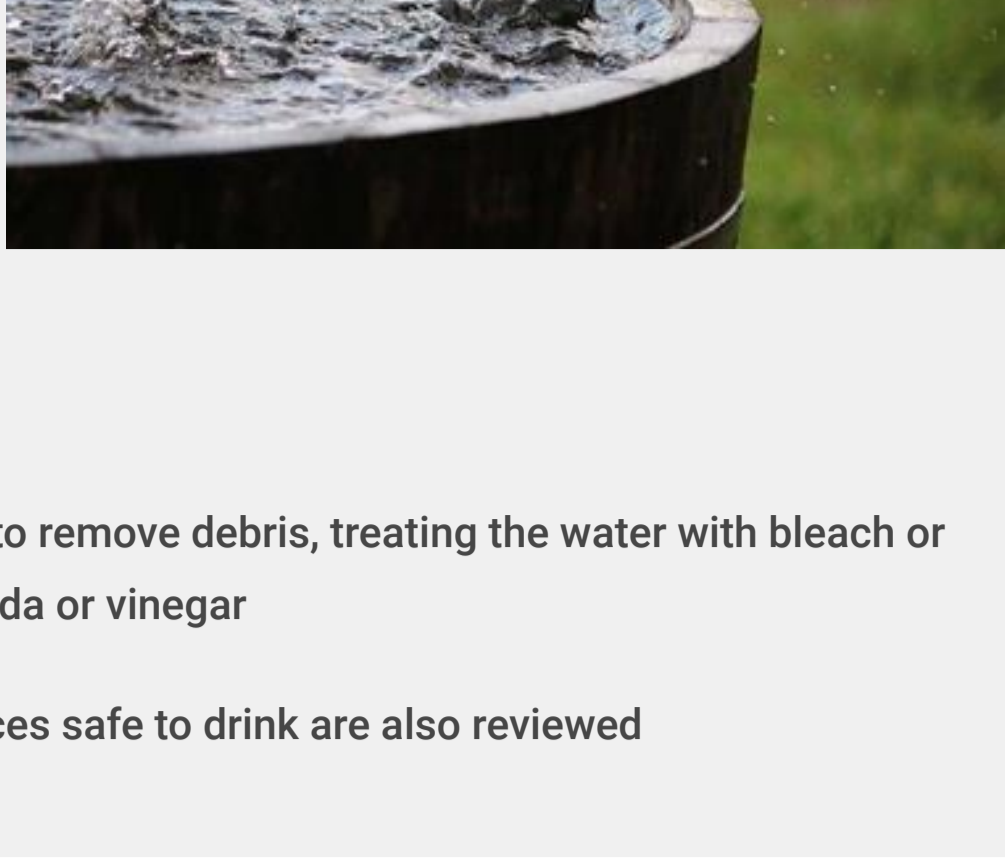 to remove debris, treating the water with bleach or
da or vinegar
ces safe to drink are also reviewed